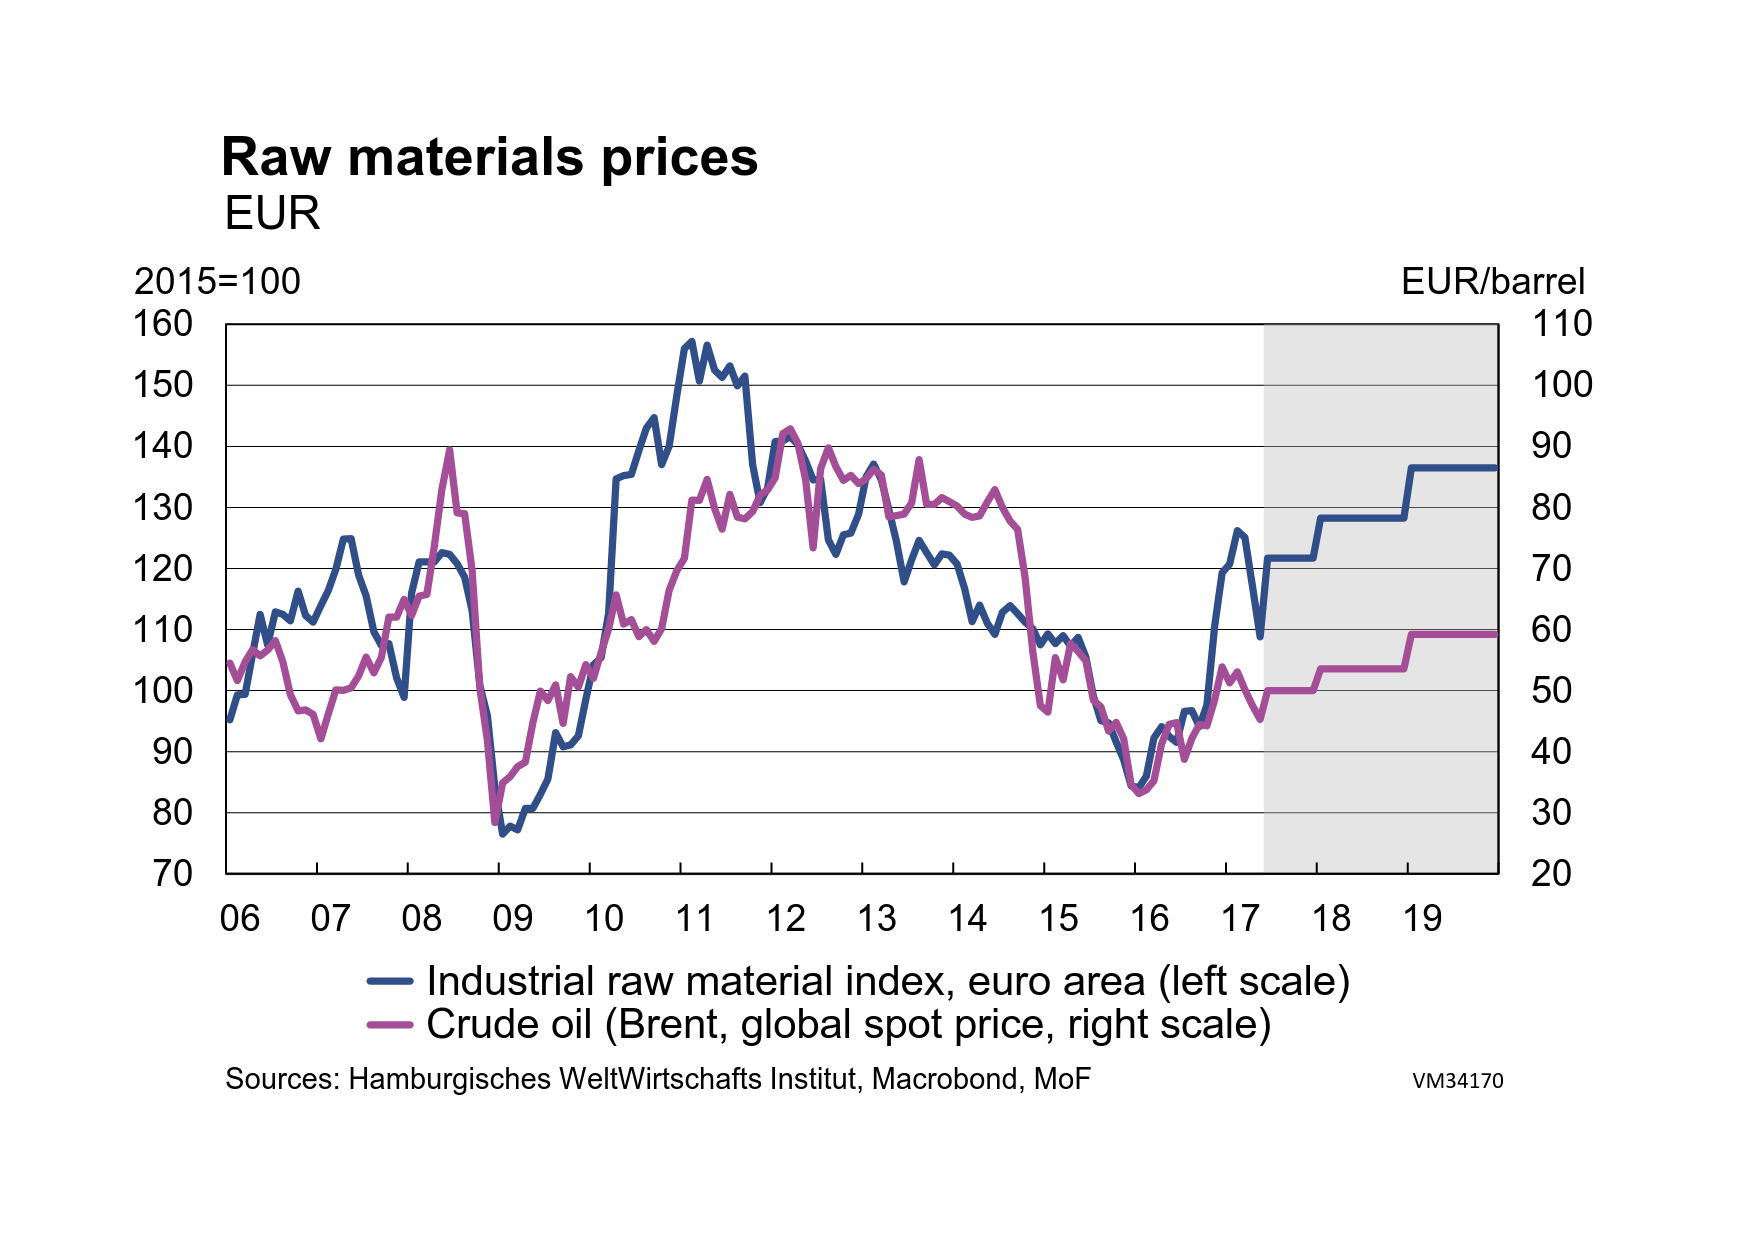 Raw materials prices
EUR
2015=100 EUR/barrel
160 110
150 100
140 90
130 80
120 70
110 60
100 50
90 40
80 30
70 20
06 07 08 09 10 11 12 13 14 15 16 17 18 19
Industrial raw material index, euro area (left scale)
Crude oil (Brent, global spot price, right scale)
Sources: Hamburgisches WeltWirtschafts Institut, Macrobond, MoF VM34170